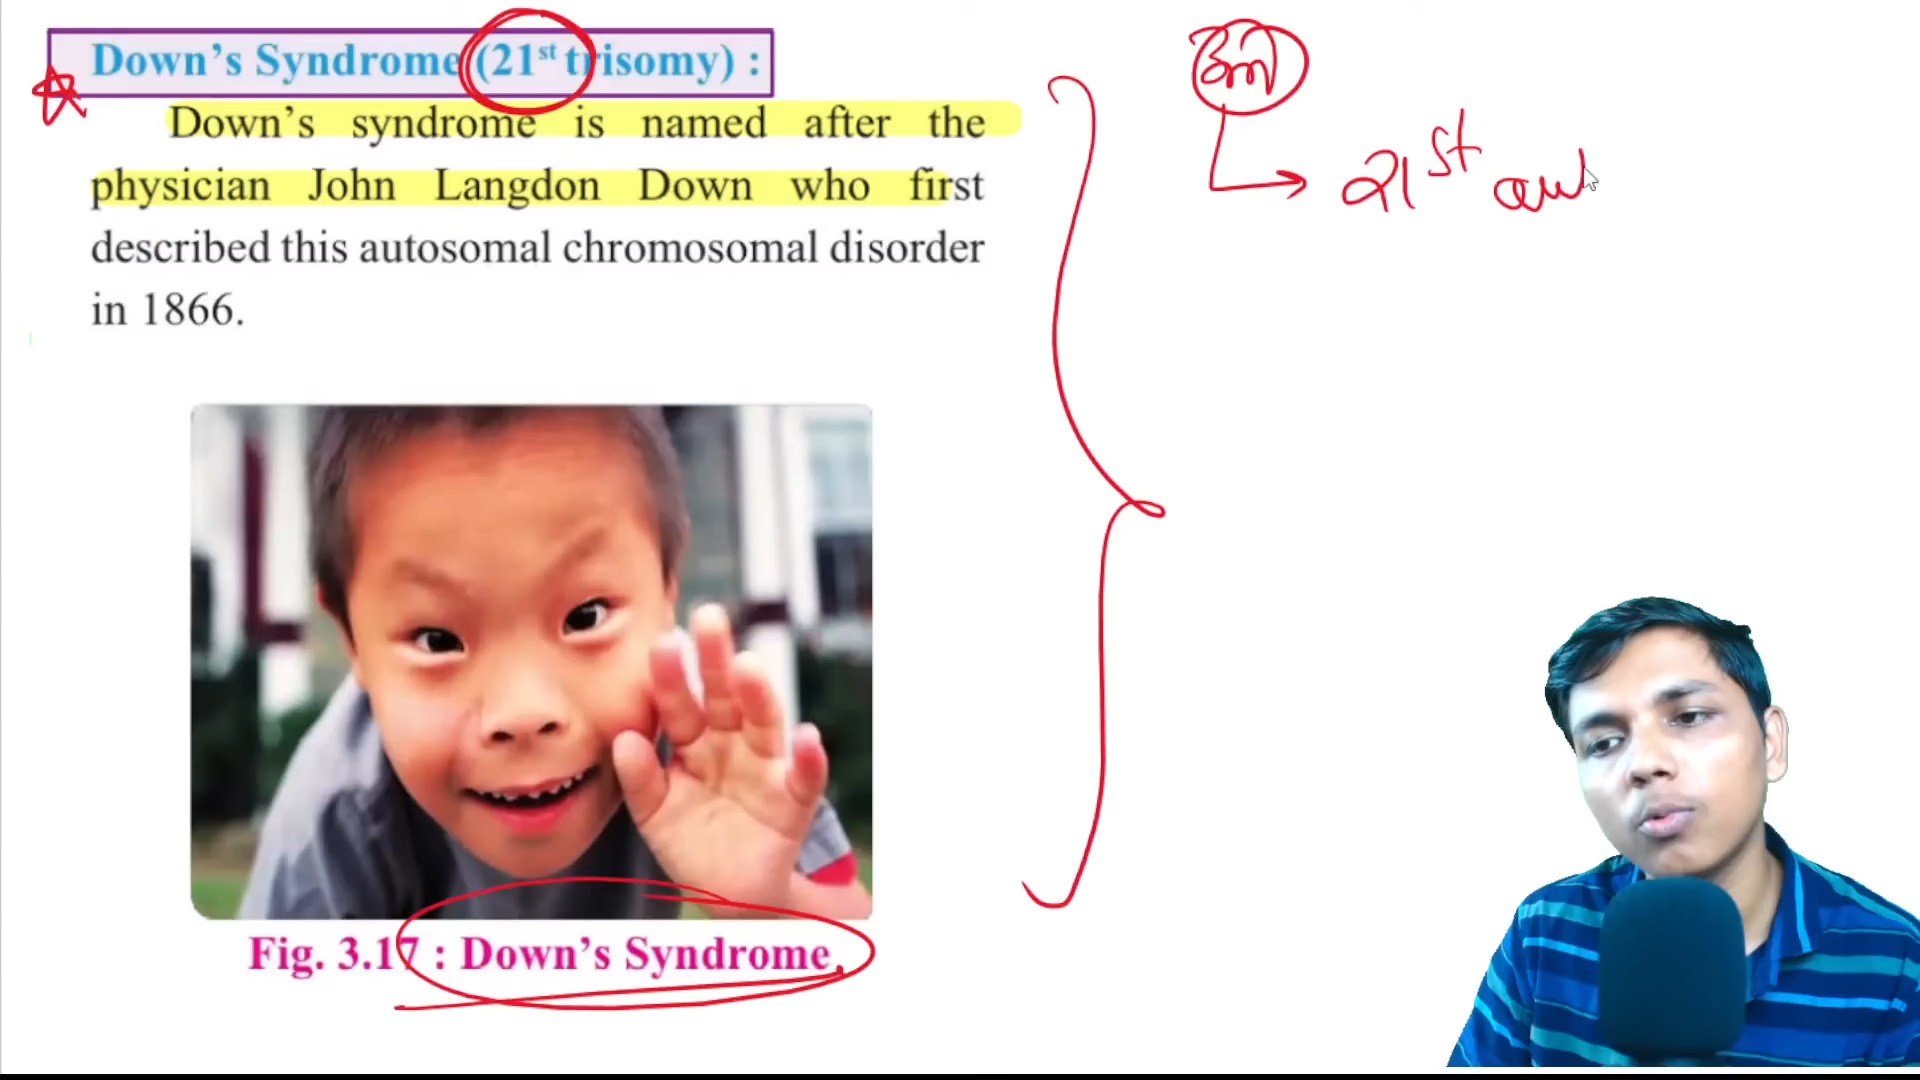 Down's Syndrome (21st trisomy) :
Down's syndrome is named after the
physician John Langdon Down who first
described this autosomal chromosomal disorder
in 1866.
Fig. 3.17 : Down's Syndrome
21st aut